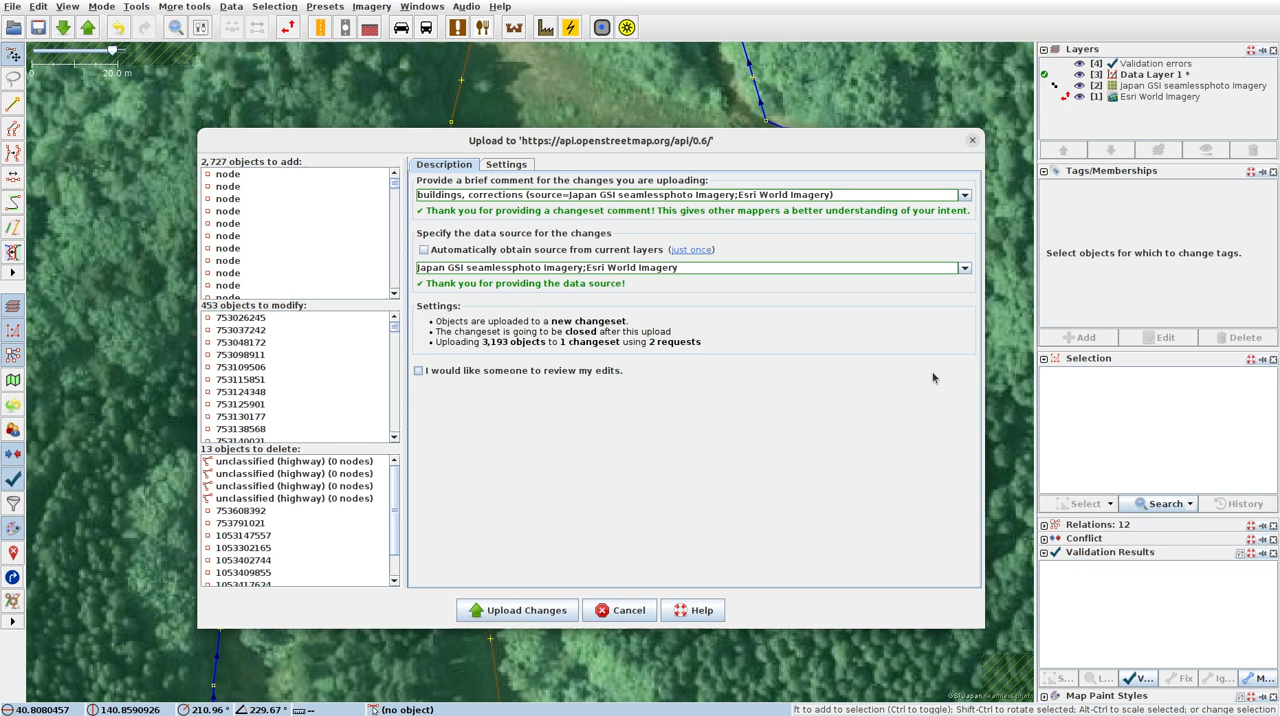 File Edit View Mode Tools More tools Data Selection Presets Imagery Windows Audio Help
0 20.0 m
Upload to 'https://api.openstreetmap.org/api/0.6/'
2,727 objects to add:
node
node
node
node
node
node
node
node
node
node
node
453 objects to modify:
753026245
753037242
753048172
753098911
753109506
753115851
753124348
753125901
753130177
753138568
753140021
13 objects to delete:
unclassified (highway) (0 nodes)
unclassified (highway) (0 nodes)
unclassified (highway) (0 nodes)
unclassified (highway) (0 nodes)
753608392
753791021
1053147557
1053302165
1053402744
1053409855
1053417624
Description Settings
Provide a brief comment for the changes you are uploading:
buildings, corrections (source=Japan GSI seamlessphoto Imagery;Esri World Imagery)
✔ Thank you for providing a changeset comment! This gives other mappers a better understanding of your intent.
Specify the data source for the changes
Automatically obtain source from current layers (just once)
Japan GSI seamlessphoto Imagery;Esri World Imagery
✔ Thank you for providing the data source!
Settings:
• Objects are uploaded to a new changeset.
• The changeset is going to be closed after this upload
• Uploading 3,193 objects to 1 changeset using 2 requests
I would like someone to review my edits.
Upload Changes Cancel Help
Layers
[4] Validation errors
[3] Data Layer 1 *
[2] Japan GSI seamlessphoto Imagery
[1] Esri World Imagery
Tags/Memberships
Select objects for which to change tags.
Add Edit Delete
Selection
Select Search History
Relations: 12
Conflict
Validation Results
S... L... V... Fix Ig... M...
Map Paint Styles
GSI Japan seamless photo
40.8080457 140.8590926 210.96 ° 229.67 ° -- (no object) ft to add to selection (Ctrl to toggle); Shift-Ctrl to rotate selected; Alt-Ctrl to scale selected; or change selection